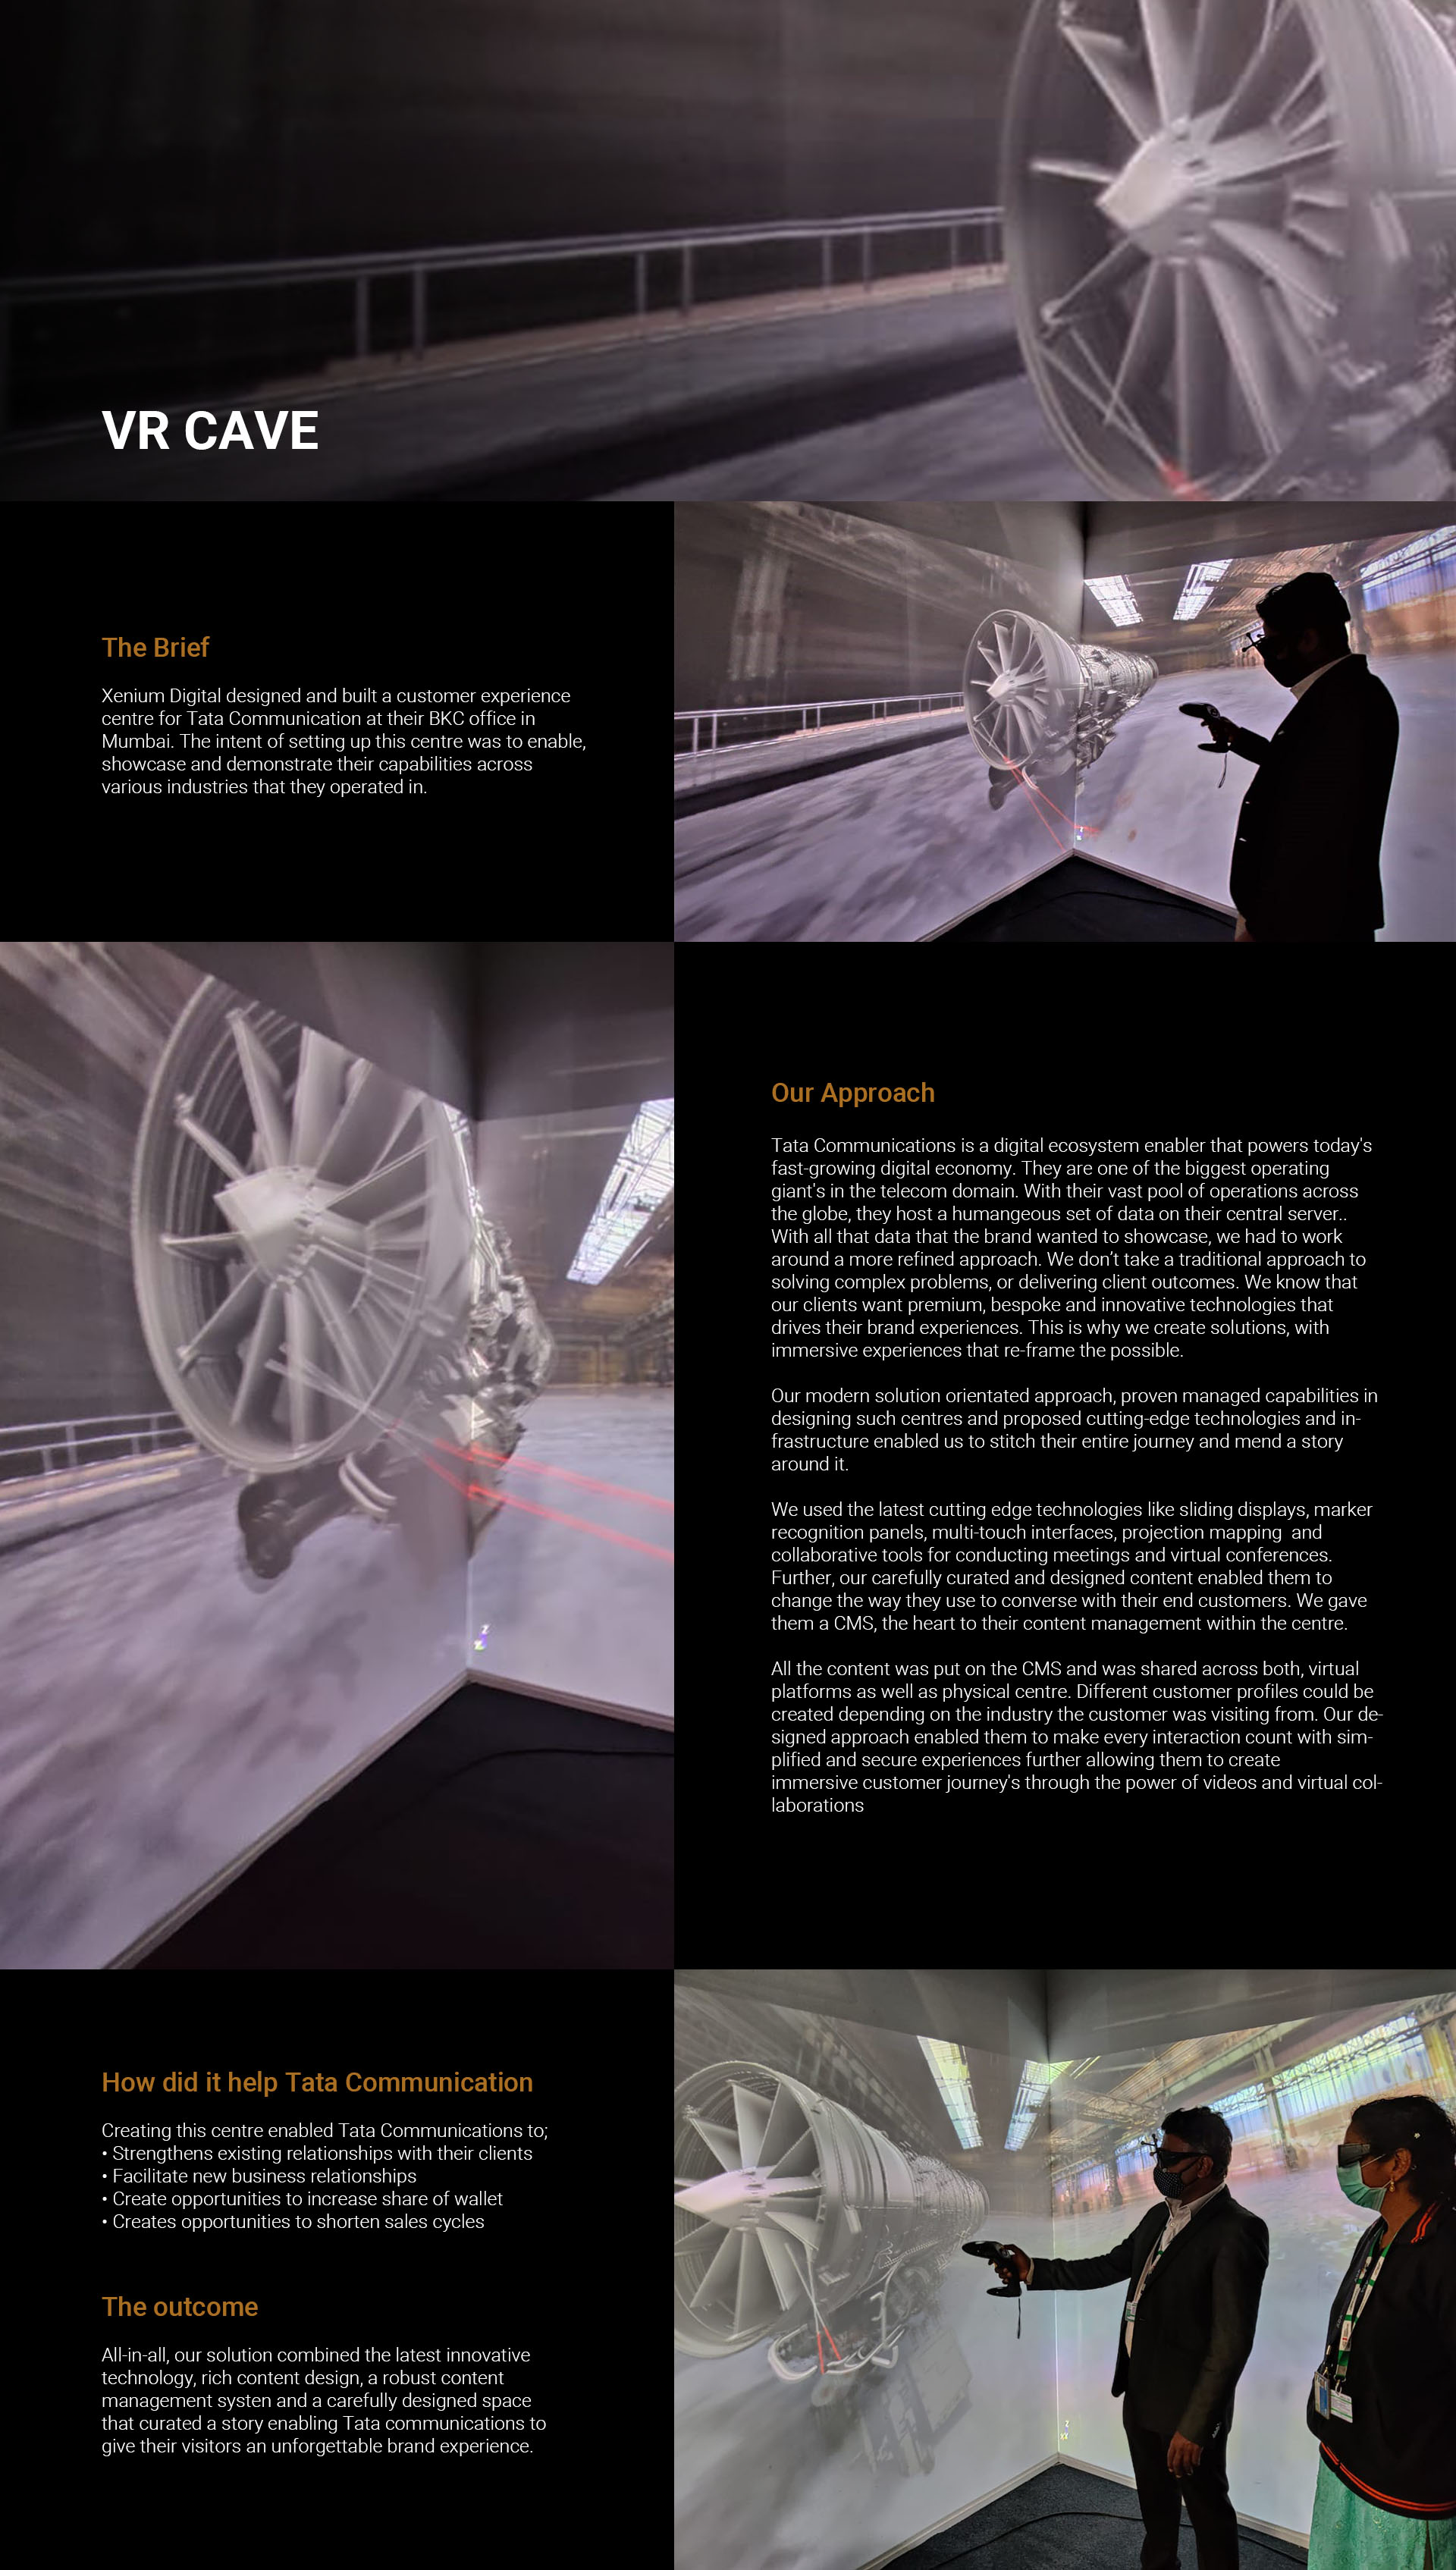 VR CAVE
The Brief
Xenium Digital designed and built a customer experience
centre for Tata Communication at their BKC office in
Mumbai. The intent of setting up this centre was to enable,
showcase and demonstrate their capabilities across
various industries that they operated in.
Our Approach
Tata Communications is a digital ecosystem enabler that powers today's
fast-growing digital economy. They are one of the biggest operating
giant's in the telecom domain. With their vast pool of operations across
the globe, they host a humangeous set of data on their central server..
With all that data that the brand wanted to showcase, we had to work
around a more refined approach. We don’t take a traditional approach to
solving complex problems, or delivering client outcomes. We know that
our clients want premium, bespoke and innovative technologies that
drives their brand experiences. This is why we create solutions, with
immersive experiences that re-frame the possible.
Our modern solution orientated approach, proven managed capabilities in
designing such centres and proposed cutting-edge technologies and in-
frastructure enabled us to stitch their entire journey and mend a story
around it.
We used the latest cutting edge technologies like sliding displays, marker
recognition panels, multi-touch interfaces, projection mapping  and
collaborative tools for conducting meetings and virtual conferences.
Further, our carefully curated and designed content enabled them to
change the way they use to converse with their end customers. We gave
them a CMS, the heart to their content management within the centre.
All the content was put on the CMS and was shared across both, virtual
platforms as well as physical centre. Different customer profiles could be
created depending on the industry the customer was visiting from. Our de-
signed approach enabled them to make every interaction count with sim-
plified and secure experiences further allowing them to create
immersive customer journey's through the power of videos and virtual col-
laborations
How did it help Tata Communication
Creating this centre enabled Tata Communications to;
• Strengthens existing relationships with their clients
• Facilitate new business relationships
• Create opportunities to increase share of wallet
• Creates opportunities to shorten sales cycles
The outcome
All-in-all, our solution combined the latest innovative
technology, rich content design, a robust content
management systen and a carefully designed space
that curated a story enabling Tata communications to
give their visitors an unforgettable brand experience.